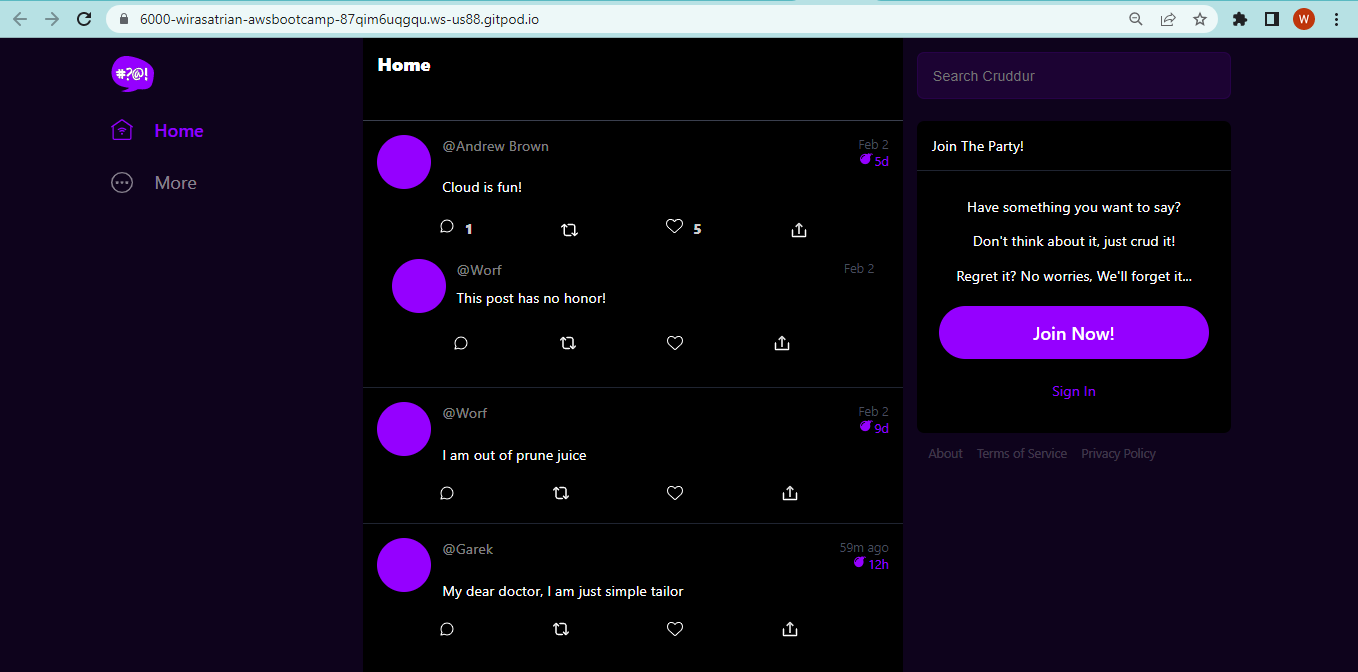 6000-wirasatrian-awsbootcamp-87qim6uqgqu.ws-us88.gitpod.io
W
#?@!
Home
More
Home
@Andrew Brown
Feb 2
5d
Cloud is fun!
1
5
@Worf
Feb 2
This post has no honor!
@Worf
Feb 2
9d
I am out of prune juice
@Garek
59m ago
12h
My dear doctor, I am just simple tailor
Search Cruddur
Join The Party!
Have something you want to say?
Don't think about it, just crud it!
Regret it? No worries, We'll forget it...
Join Now!
Sign In
About Terms of Service Privacy Policy